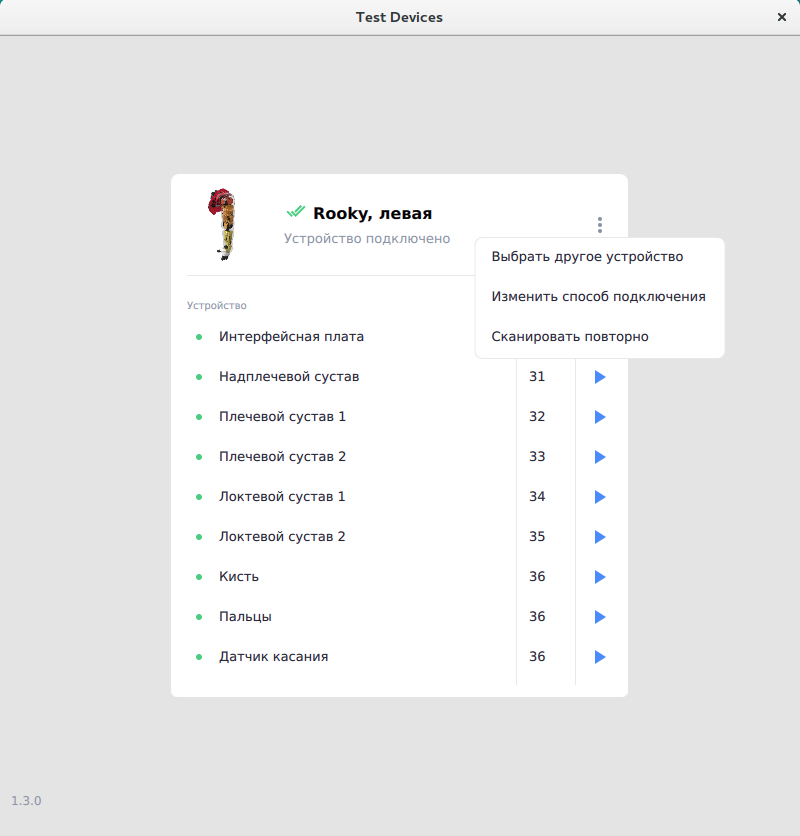 Test Devices
Rooky, левая
Устройство подключено
Выбрать другое устройство
Изменить способ подключения
Сканировать повторно
Устройство
Интерфейсная плата
Надплечевой сустав 31
Плечевой сустав 1 32
Плечевой сустав 2 33
Локтевой сустав 1 34
Локтевой сустав 2 35
Кисть 36
Пальцы 36
Датчик касания 36
1.3.0